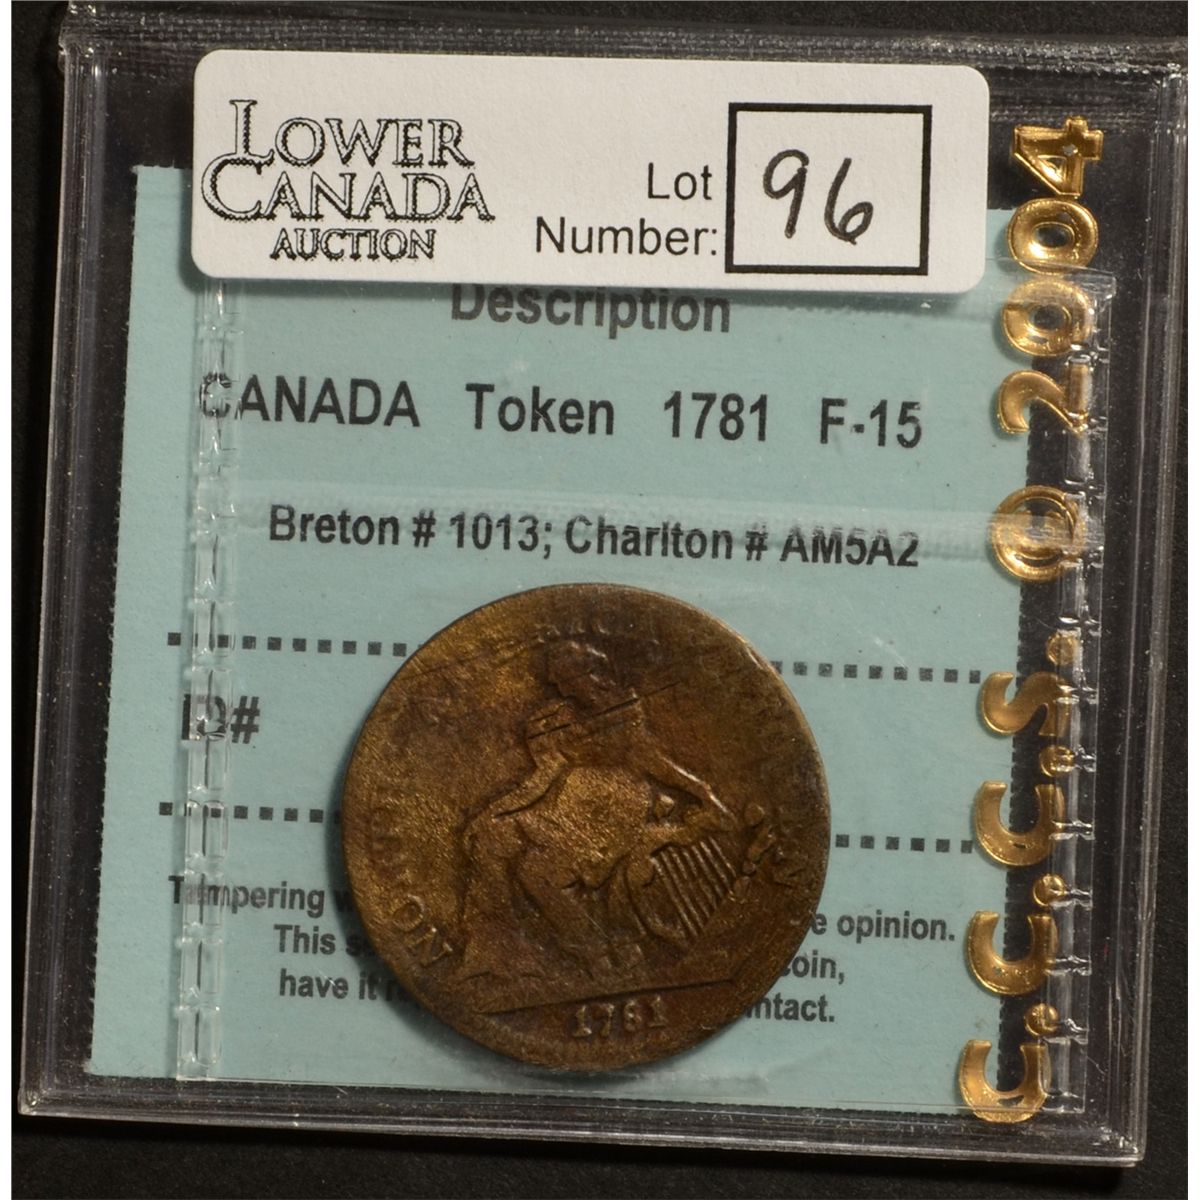 LOWER
CANADA
AUCTION
Lot
Number:
96
Description
CANADA Token 1781 F-15
Breton # 1013; Charlton # AM5A2
ID#
Tampering
opinion.
This
coin,
have it
1781
C.C.C.S. © 2004